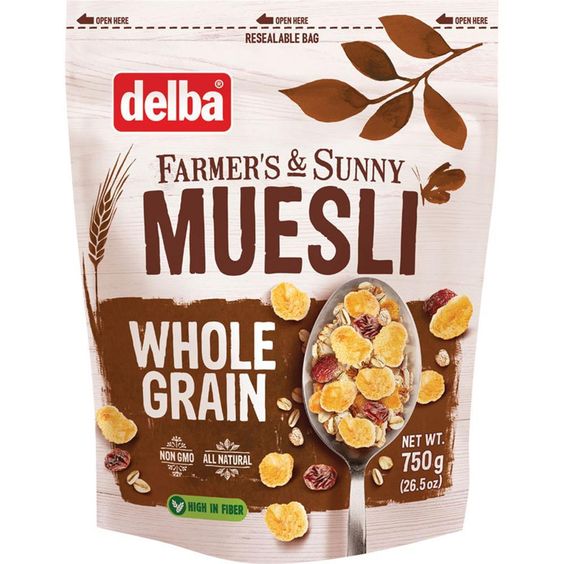 OPEN HERE
OPEN HERE
OPEN HERE
RESEALABLE BAG
delba®
FARMER'S & SUNNY
MUESLI
WHOLE
GRAIN
NON GMO
ALL NATURAL
HIGH IN FIBER
NET WT.
750g
(26.5oz)